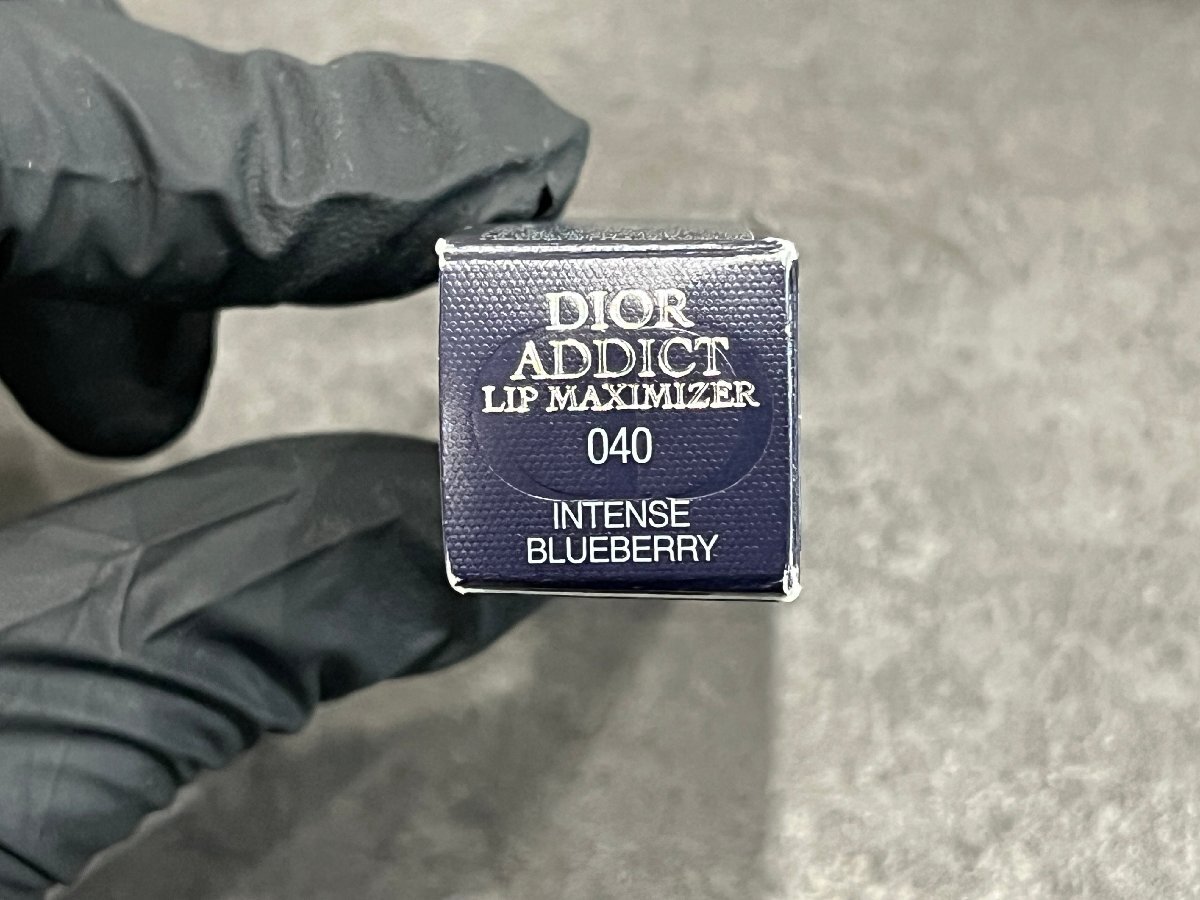 DIOR
ADDICT
LIP MAXIMIZER
040
INTENSE
BLUEBERRY